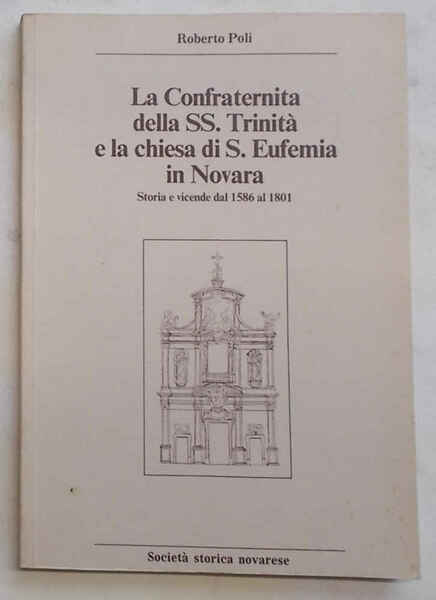 Roberto Poli
La Confraternita
della SS. Trinità
e la chiesa di S. Eufemia
in Novara
Storia e vicende dal 1586 al 1801
Società storica novarese